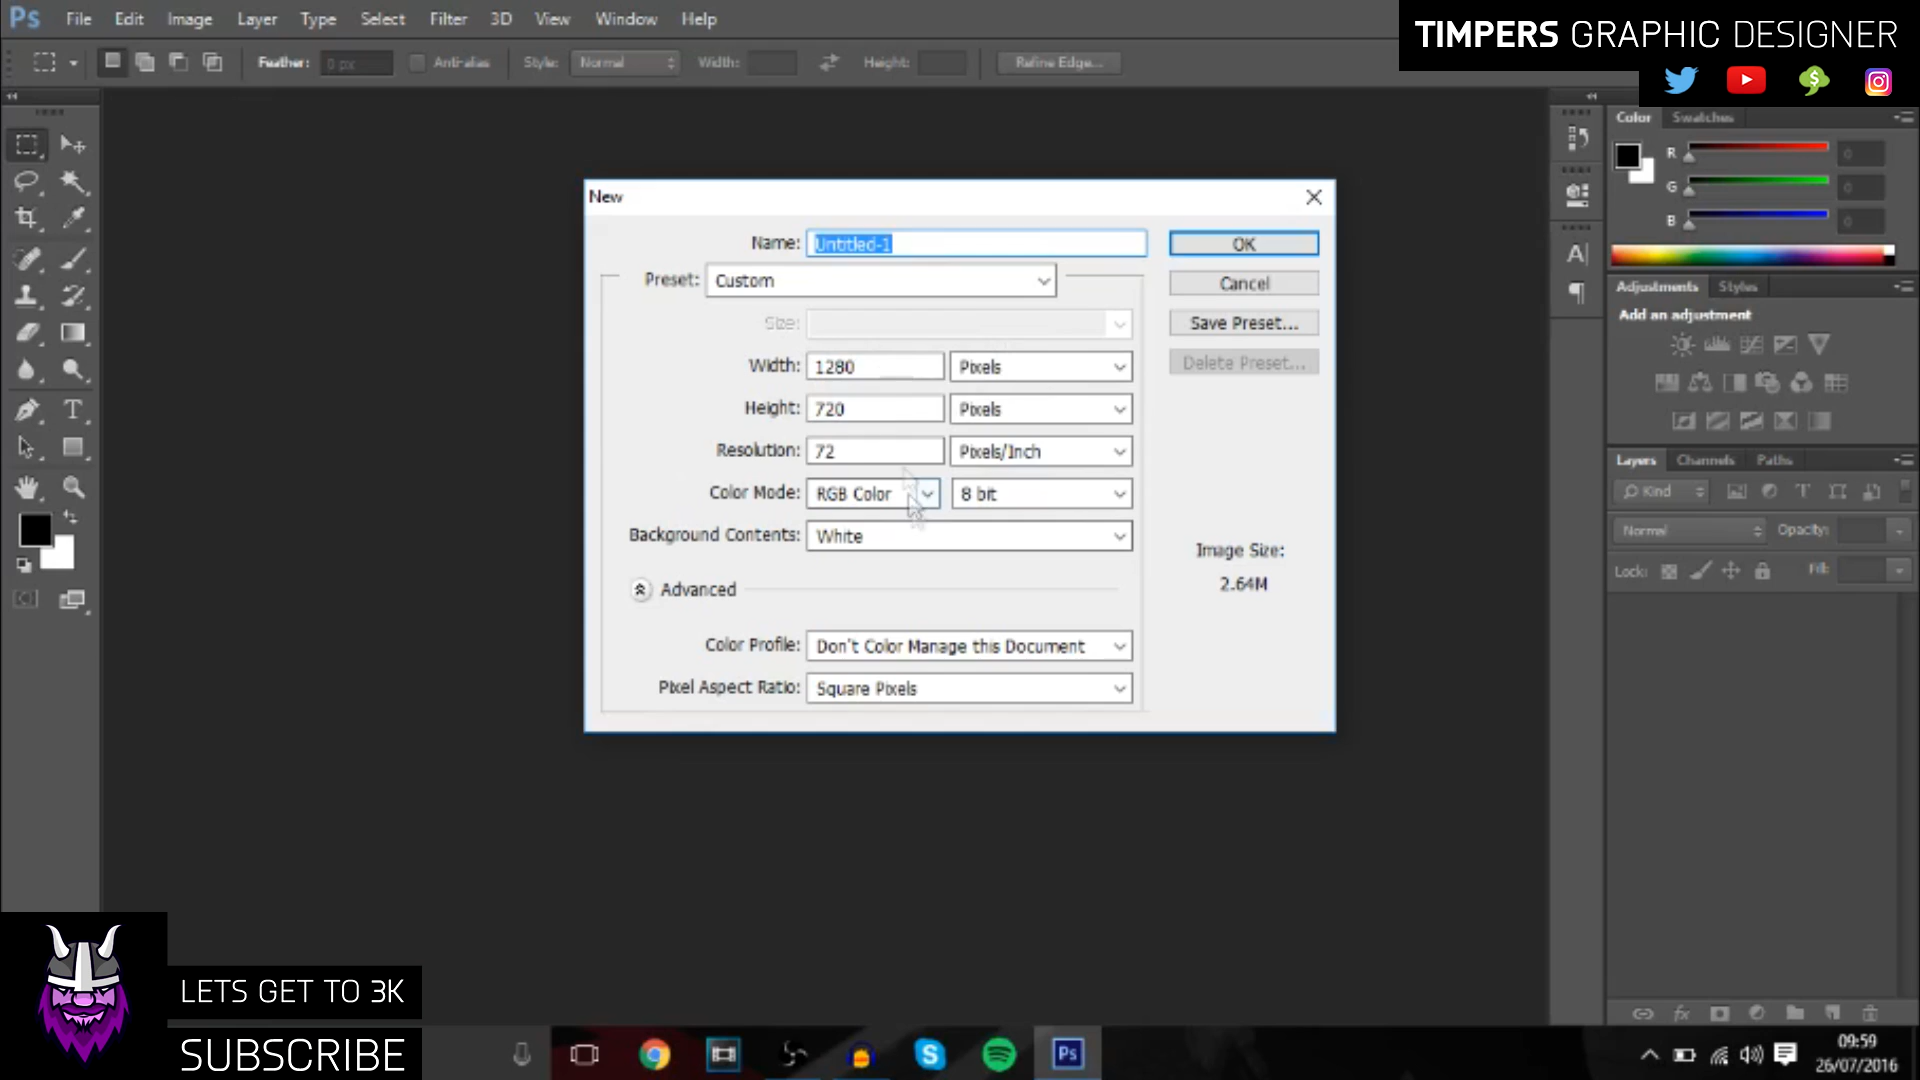 Ps File Edit Image Layer Type Select Filter 3D View Window Help
TIMPERS GRAPHIC DESIGNER
Feather: 0 px Anti-alias Style: Normal Width: Height: Refine Edge...
Color Swatches
R 0
G 0
B 0
Adjustments Styles
Add an adjustment
Layers Channels Paths
Kind
Normal Opacity:
Lock: Fill:
New
Name: Untitled-1 OK
Preset: Custom Cancel
Size: Save Preset...
Width: 1280 Pixels Delete Preset...
Height: 720 Pixels
Resolution: 72 Pixels/Inch
Color Mode: RGB Color 8 bit
Background Contents: White
Image Size:
2.64M
Advanced
Color Profile: Don't Color Manage this Document
Pixel Aspect Ratio: Square Pixels
LETS GET TO 3K
SUBSCRIBE
Ps
09:59
26/07/2016